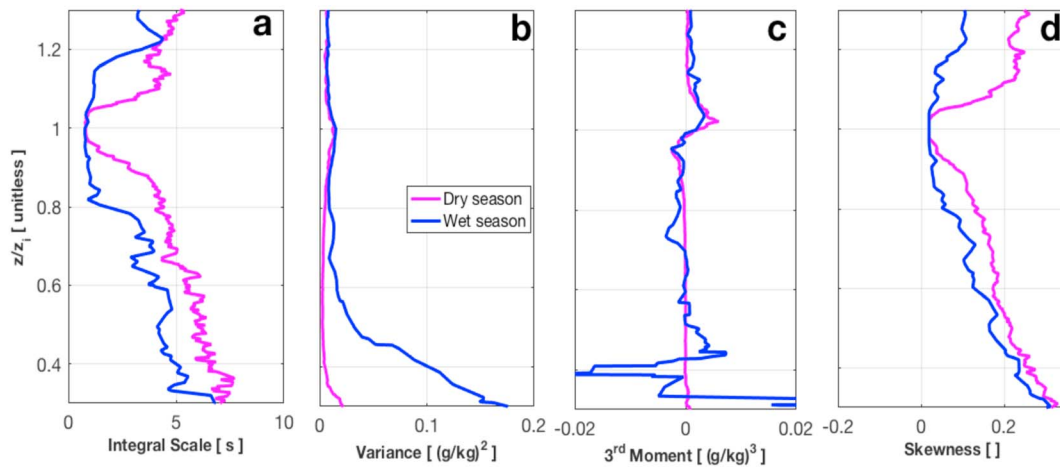 a
b
c
d
1.2
1
0.8
0.6
0.4
z/z_i [ unitless ]
Dry season
Wet season
0 5 10
0 0.1 0.2
-0.02 0 0.02
-0.2 0 0.2
Integral Scale [ s ]
Variance [ (g/kg)² ]
3rd Moment [ (g/kg)³ ]
Skewness [ ]